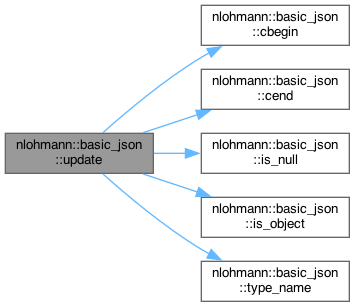 nlohmann::basic_json
::update
nlohmann::basic_json
::cbegin
nlohmann::basic_json
::cend
nlohmann::basic_json
::is_null
nlohmann::basic_json
::is_object
nlohmann::basic_json
::type_name